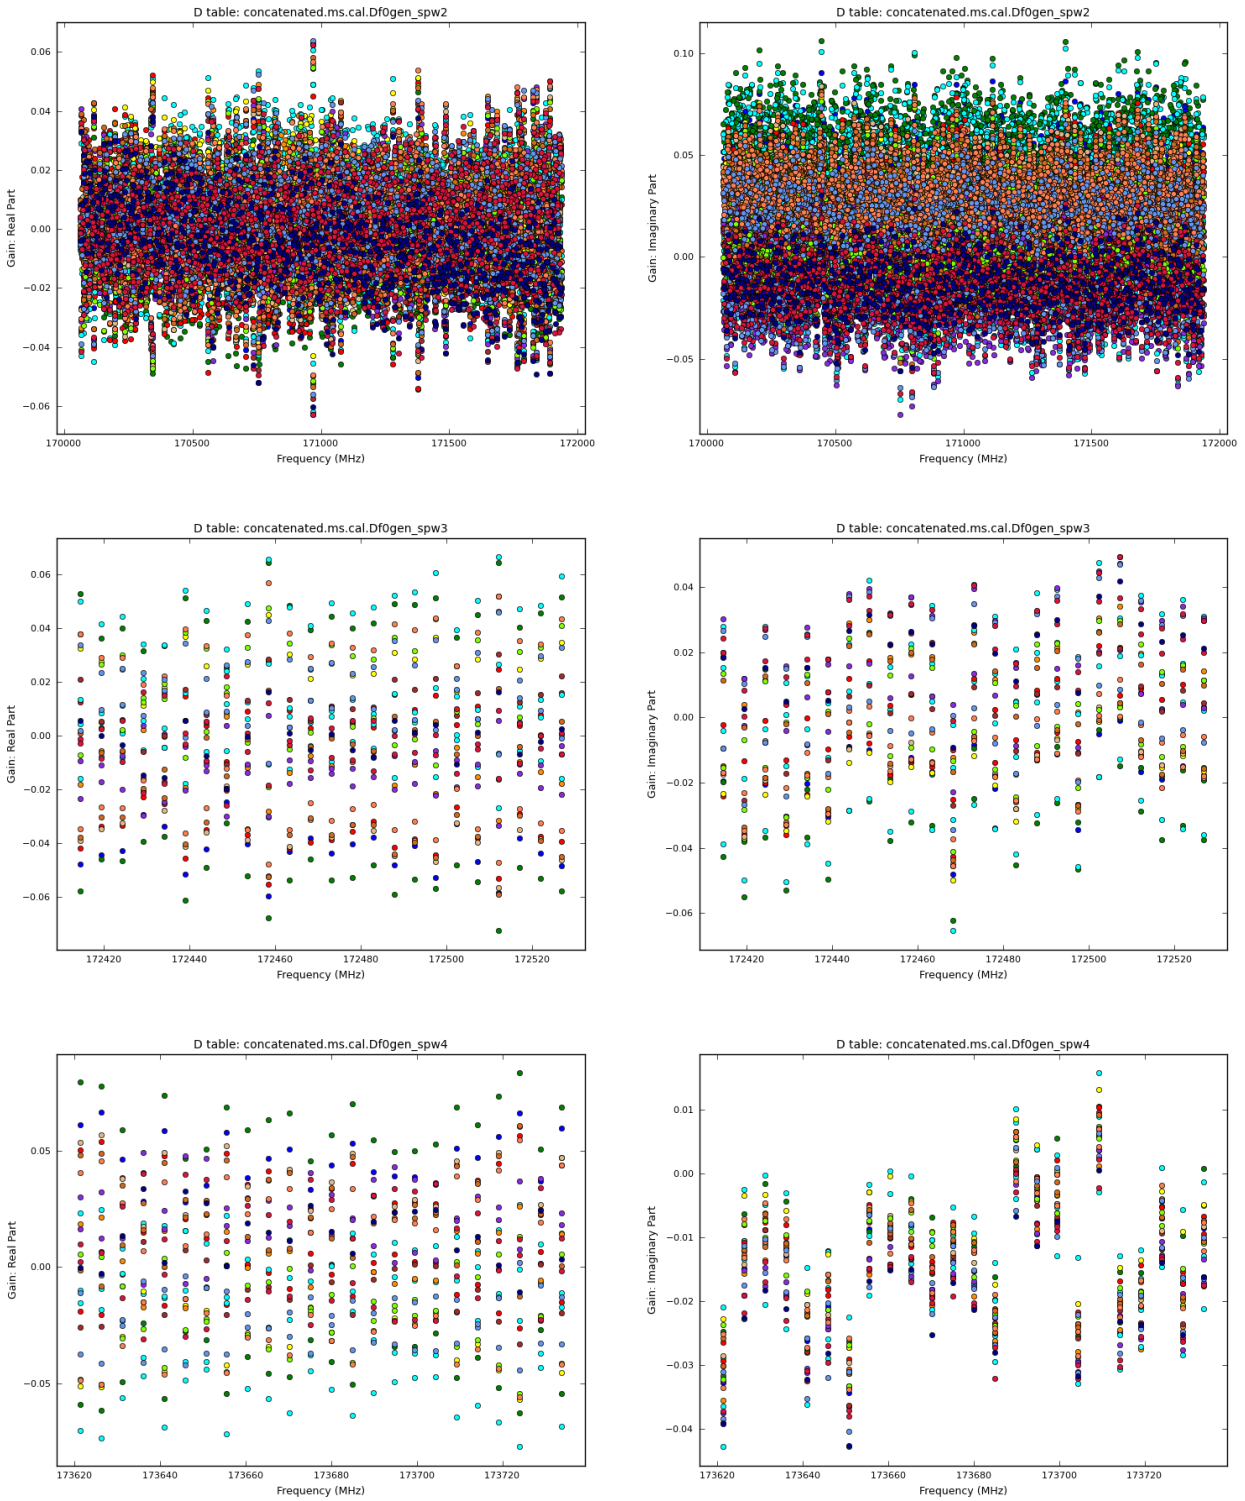 D table: concatenated.ms.cal.Df0gen_spw2
D table: concatenated.ms.cal.Df0gen_spw2
0.06
0.04
0.02
0.00
−0.02
−0.04
−0.06
Gain: Real Part
170000 170500 171000 171500 172000
Frequency (MHz)
0.10
0.05
0.00
−0.05
Gain: Imaginary Part
170000 170500 171000 171500 172000
Frequency (MHz)
D table: concatenated.ms.cal.Df0gen_spw3
D table: concatenated.ms.cal.Df0gen_spw3
0.06
0.04
0.02
0.00
−0.02
−0.04
−0.06
Gain: Real Part
172420 172440 172460 172480 172500 172520
Frequency (MHz)
0.04
0.02
0.00
−0.02
−0.04
−0.06
Gain: Imaginary Part
172420 172440 172460 172480 172500 172520
Frequency (MHz)
D table: concatenated.ms.cal.Df0gen_spw4
D table: concatenated.ms.cal.Df0gen_spw4
0.05
0.00
−0.05
Gain: Real Part
173620 173640 173660 173680 173700 173720
Frequency (MHz)
0.01
0.00
−0.01
−0.02
−0.03
−0.04
Gain: Imaginary Part
173620 173640 173660 173680 173700 173720
Frequency (MHz)